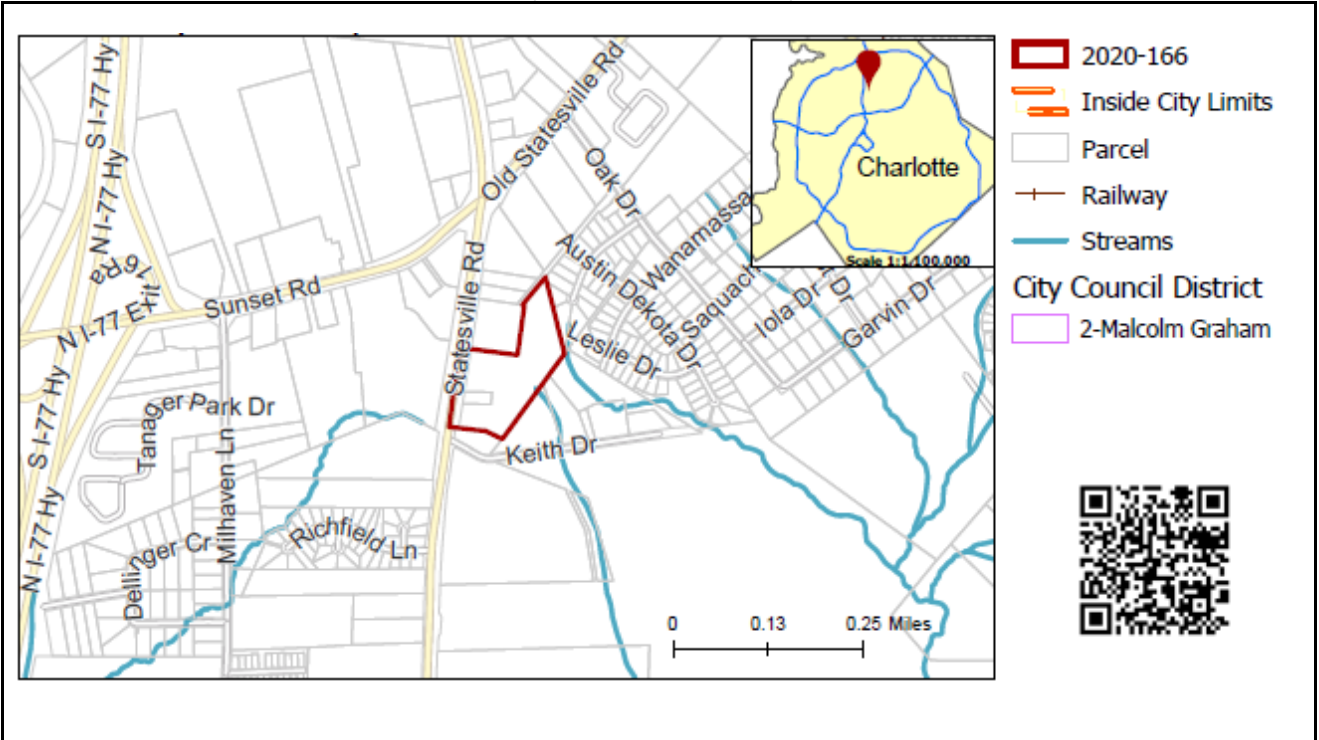 S I-77 Hy
N I-77 Hy
Old Statesville Rd
Oak Dr
Wanamassa
Austin Dekota Dr
Saquach
Iola Dr
Garvin Dr
Leslie Dr
Statesville Rd
Sunset Rd
N I-77 Exit
16 Ra
S I-77 Hy
N I-77 Hy
Tanager Park Dr
Milhaven Ln
Dellinger Cr
Richfield Ln
Keith Dr
0 0.13 0.25 Miles
Charlotte
Scale 1:1,100,000
2020-166
Inside City Limits
Parcel
Railway
Streams
City Council District
2-Malcolm Graham